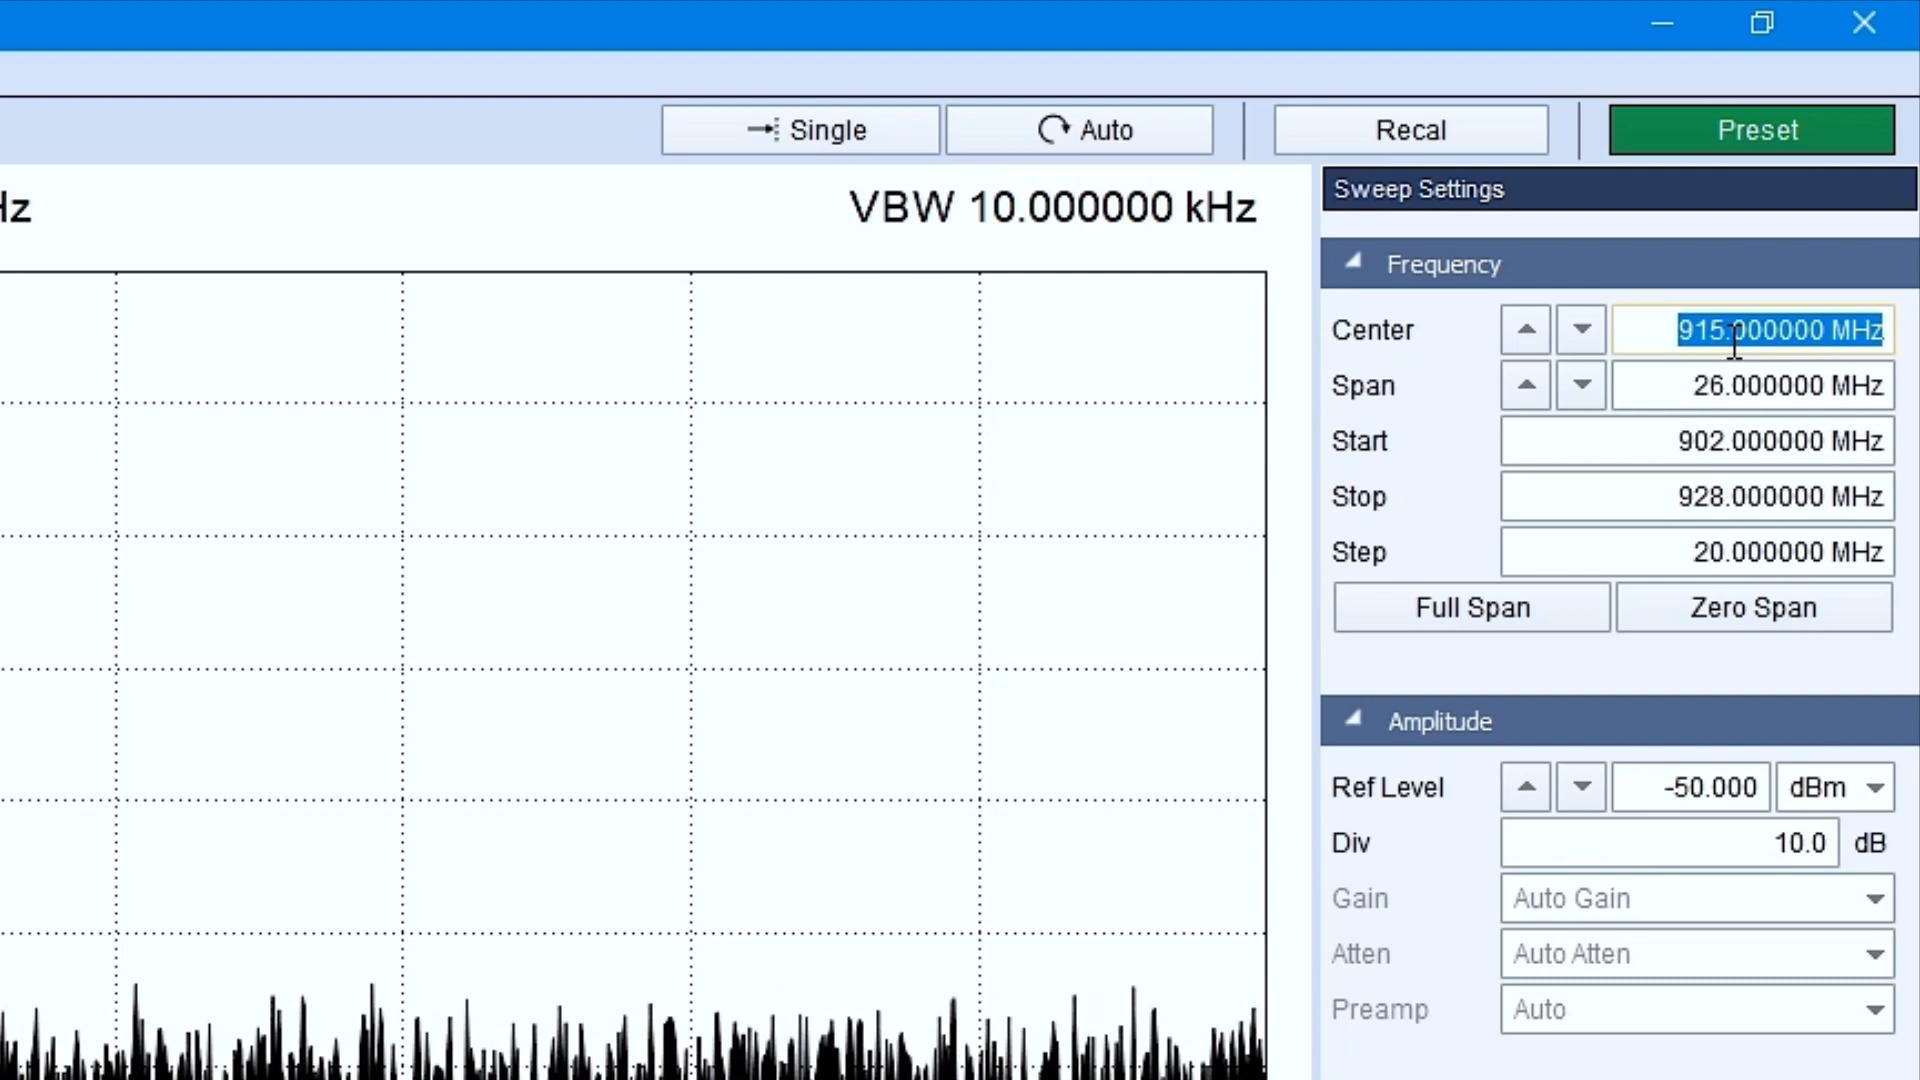 Single Auto Recal Preset
VBW 10.000000 kHz
Sweep Settings
Frequency
Center 915.000000 MHz
Span 26.000000 MHz
Start 902.000000 MHz
Stop 928.000000 MHz
Step 20.000000 MHz
Full Span Zero Span
Amplitude
Ref Level -50.000 dBm
Div 10.0 dB
Gain Auto Gain
Atten Auto Atten
Preamp Auto